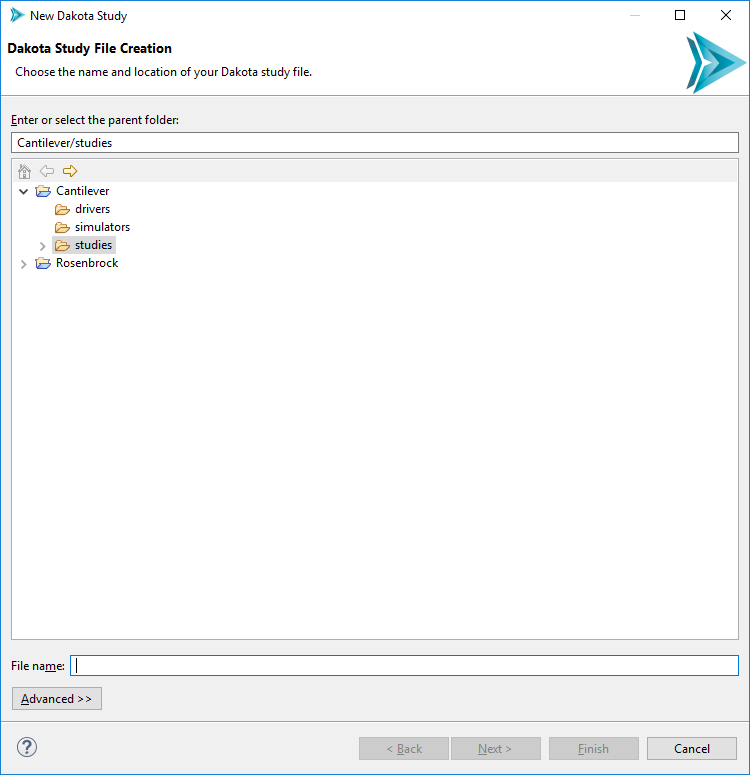 New Dakota Study
Dakota Study File Creation
Choose the name and location of your Dakota study file.
Enter or select the parent folder:
Cantilever/studies
Cantilever
drivers
simulators
studies
Rosenbrock
File name:
Advanced >>
< Back Next > Finish Cancel